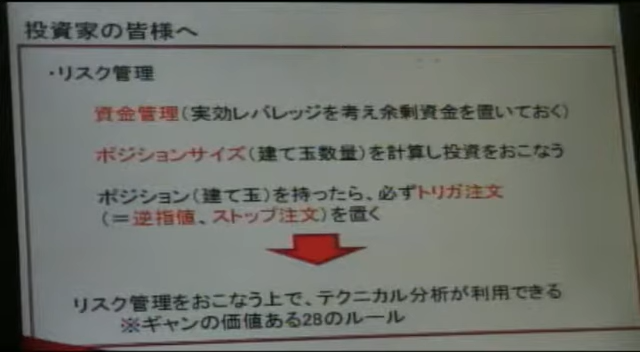 投資家の皆様へ
・リスク管理
資金管理(実効レバレッジを考え余剰資金を置いておく)
ポジションサイズ(建て玉数量)を計算し投資をおこなう
ポジション(建て玉)を持ったら、必ずトリガ注文
(＝逆指値、ストップ注文)を置く
リスク管理をおこなう上で、テクニカル分析が利用できる
※ギャンの価値ある28のルール